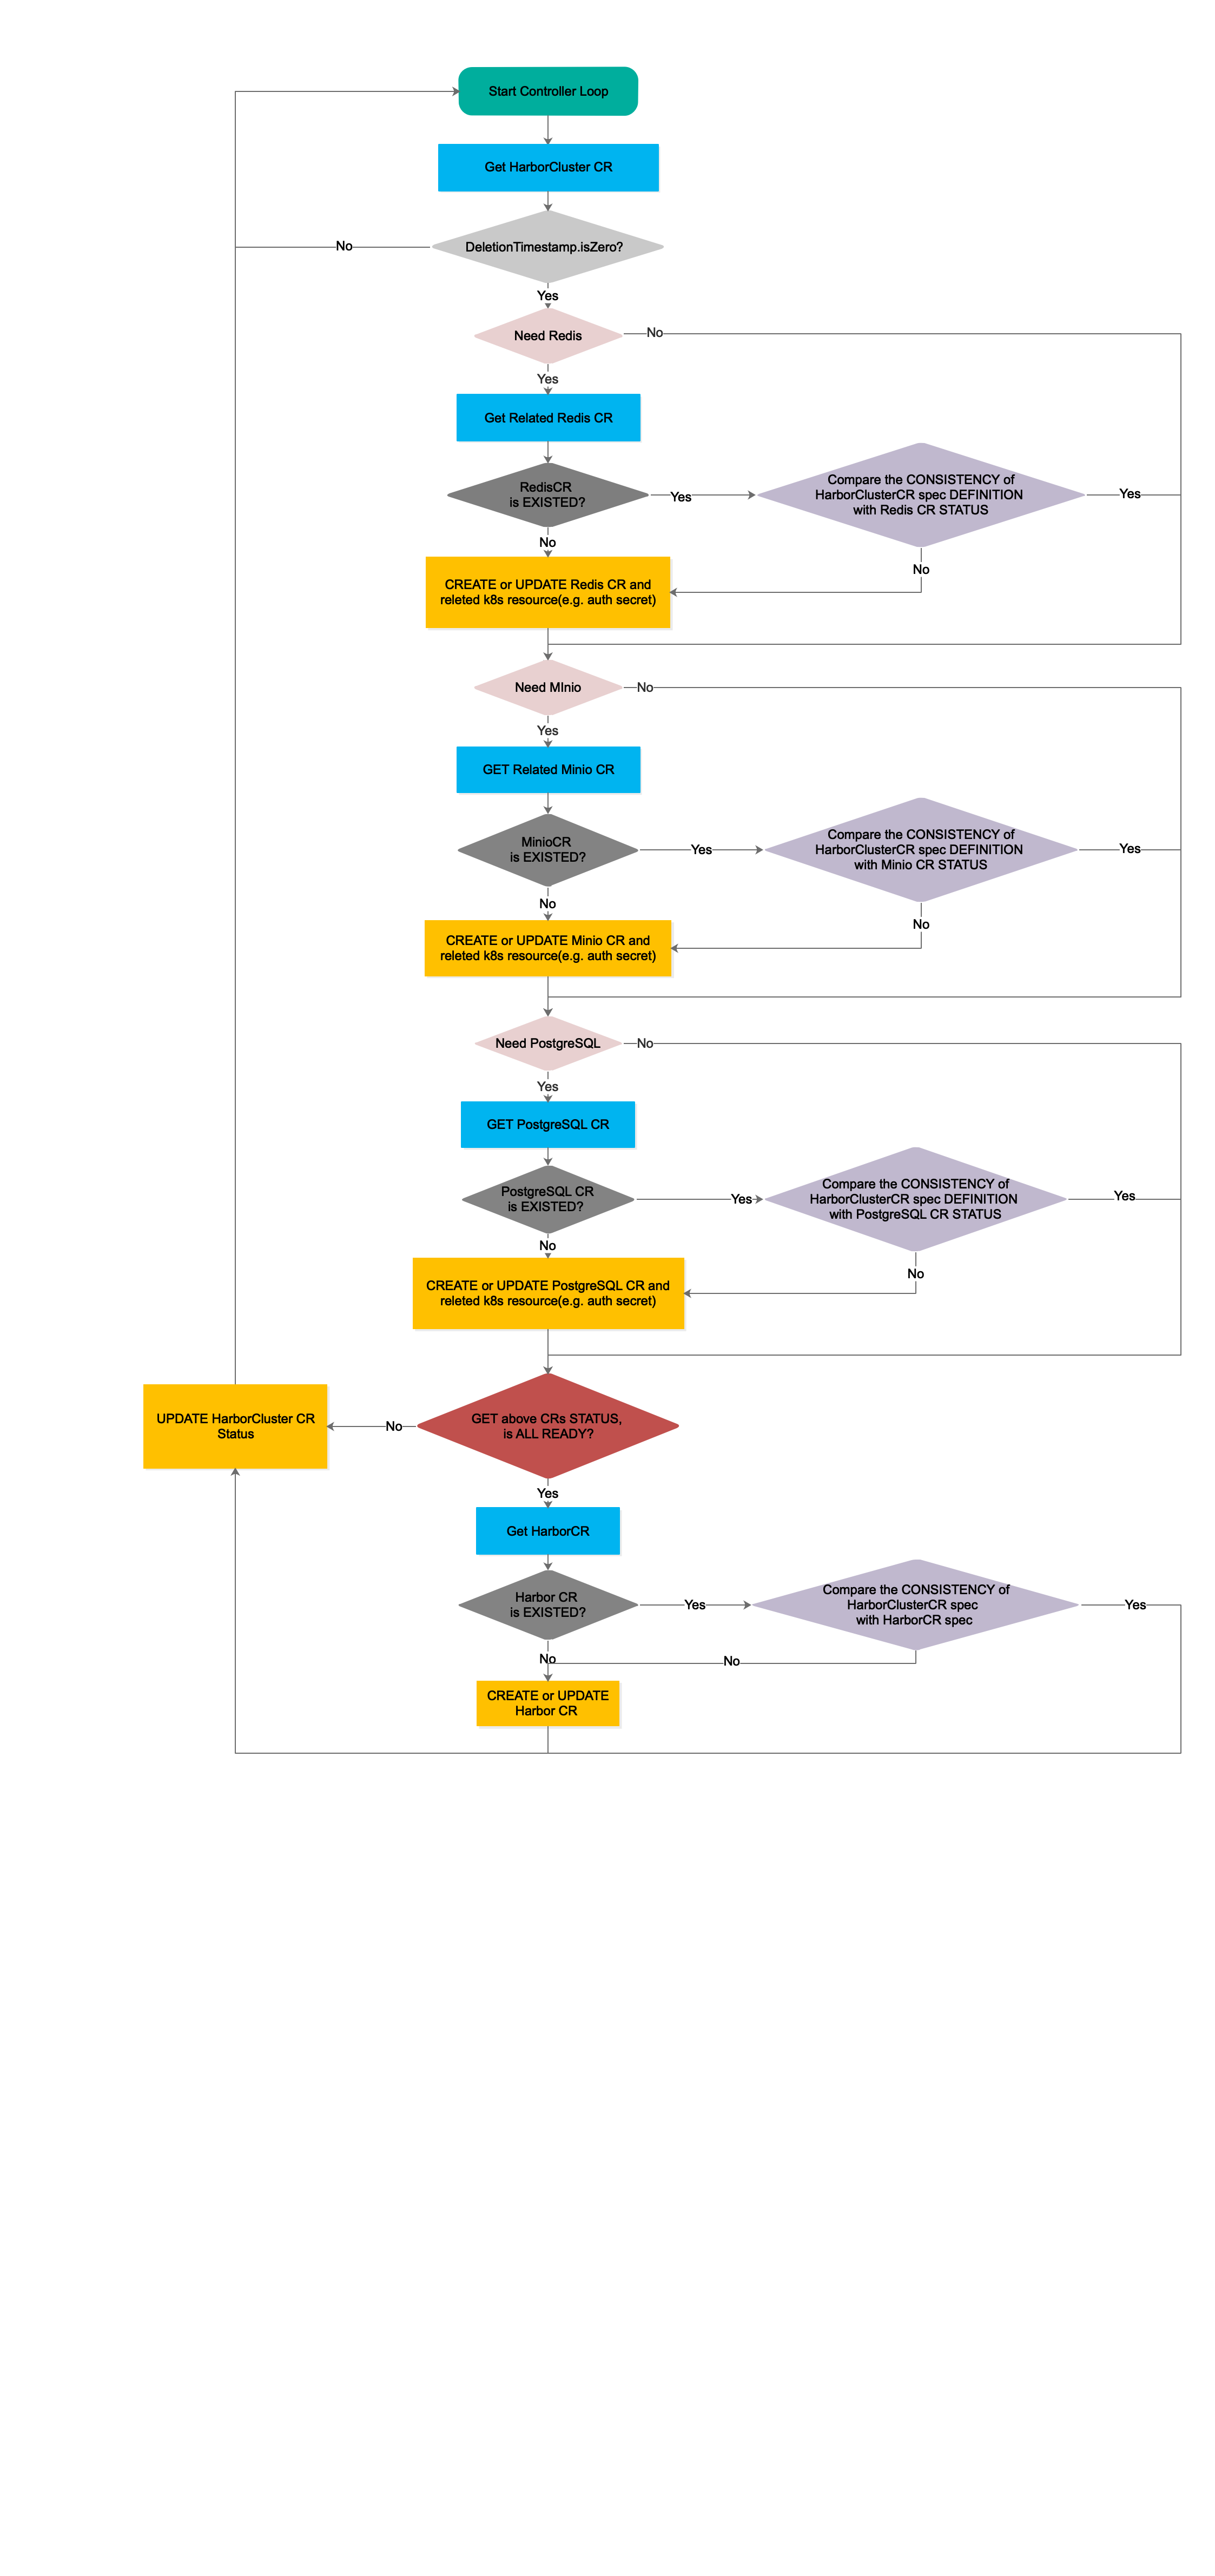 Start Controller Loop
Get HarborCluster CR
DeletionTimestamp.isZero?
No
Yes
Need Redis
No
Yes
Get Related Redis CR
RedisCR
is EXISTED?
Yes
Compare the CONSISTENCY of
HarborClusterCR spec DEFINITION
with Redis CR STATUS
Yes
No
No
CREATE or UPDATE Redis CR and
releted k8s resource(e.g. auth secret)
Need MInio
No
Yes
GET Related Minio CR
MinioCR
is EXISTED?
Yes
Compare the CONSISTENCY of
HarborClusterCR spec DEFINITION
with Minio CR STATUS
Yes
No
No
CREATE or UPDATE Minio CR and
releted k8s resource(e.g. auth secret)
Need PostgreSQL
No
Yes
GET PostgreSQL CR
PostgreSQL CR
is EXISTED?
Yes
Compare the CONSISTENCY of
HarborClusterCR spec DEFINITION
with PostgreSQL CR STATUS
Yes
No
No
CREATE or UPDATE PostgreSQL CR and
releted k8s resource(e.g. auth secret)
GET above CRs STATUS,
is ALL READY?
No
UPDATE HarborCluster CR
Status
Yes
Get HarborCR
Harbor CR
is EXISTED?
Yes
Compare the CONSISTENCY of
HarborClusterCR spec
with HarborCR spec
Yes
No
No
CREATE or UPDATE
Harbor CR